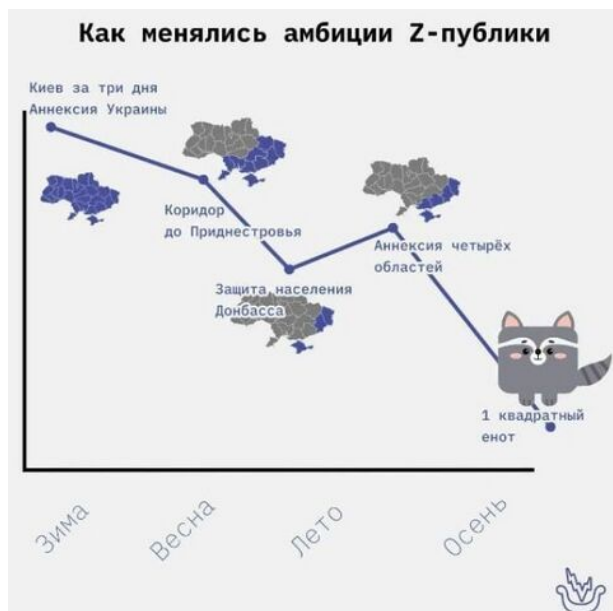 Как менялись амбиции Z-публики
Киев за три дня
Аннексия Украины
Коридор
до Приднестровья
Аннексия четырёх
областей
Защита населения
Донбасса
1 квадратный
енот
Зима
Весна
Лето
Осень